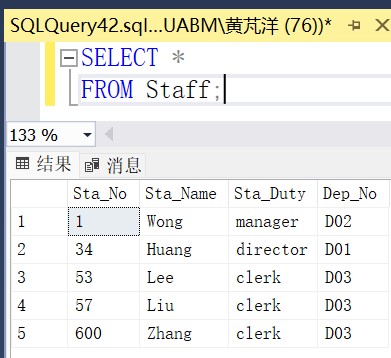 SQLQuery42.sql...UABM\黄芃洋 (76))*
SELECT *
FROM Staff;
133 %
结果 消息
Sta_No Sta_Name Sta_Duty Dep_No
1 1 Wong manager D02
2 34 Huang director D01
3 53 Lee clerk D03
4 57 Liu clerk D03
5 600 Zhang clerk D03